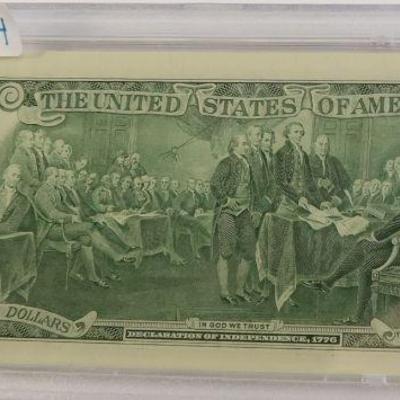 THE UNITED STATES OF AME
DOLLARS
IN GOD WE TRUST
DECLARATION OF INDEPENDENCE, 1776